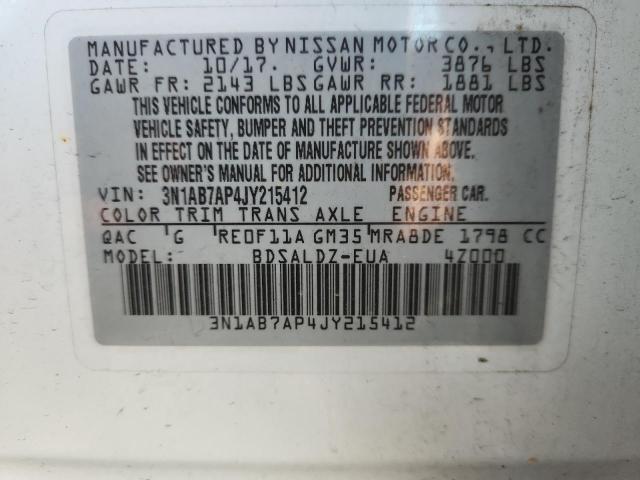 MANUFACTURED BY NISSAN MOTOR CO., LTD.
DATE: 10/17. GVWR: 3876 LBS
GAWR FR: 2143 LBS GAWR RR: 1881 LBS
THIS VEHICLE CONFORMS TO ALL APPLICABLE FEDERAL MOTOR
VEHICLE SAFETY, BUMPER AND THEFT PREVENTION STANDARDS
IN EFFECT ON THE DATE OF MANUFACTURE SHOWN ABOVE.
SEE OWNER'S MANUAL FOR ADDITIONAL INFORMATION.
VIN: 3N1AB7AP4JY215412 PASSENGER CAR.
COLOR TRIM TRANS AXLE ENGINE
QAC G RE0F11A GM35 MRA8DE 1798 CC
MODEL: BDSALDZ-EUA 4Z000
3N1AB7AP4JY215412